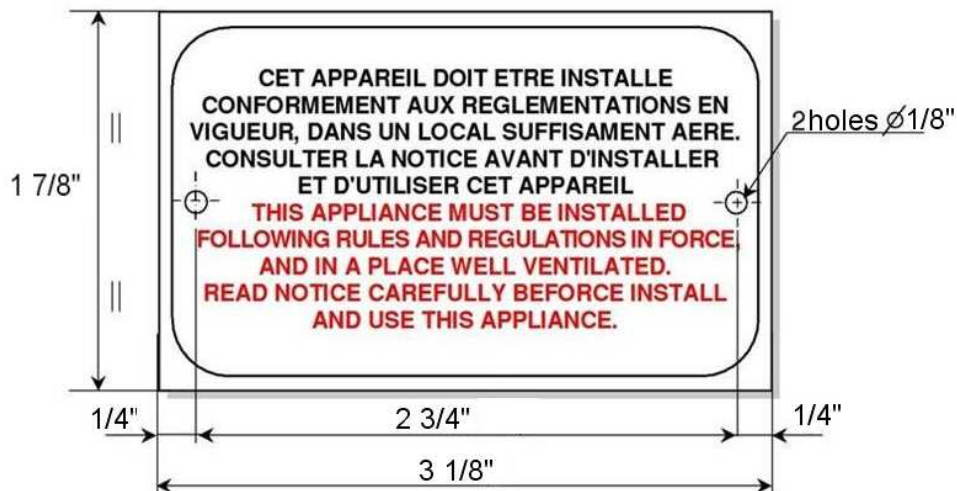 CET APPAREIL DOIT ETRE INSTALLE
CONFORMEMENT AUX REGLEMENTATIONS EN
VIGUEUR, DANS UN LOCAL SUFFISAMENT AERE.
CONSULTER LA NOTICE AVANT D'INSTALLER
ET D'UTILISER CET APPAREIL
THIS APPLIANCE MUST BE INSTALLED
FOLLOWING RULES AND REGULATIONS IN FORCE,
AND IN A PLACE WELL VENTILATED.
READ NOTICE CAREFULLY BEFORCE INSTALL
AND USE THIS APPLIANCE.
2holes ⌀1/8"
1 7/8"
1/4"
2 3/4"
1/4"
3 1/8"